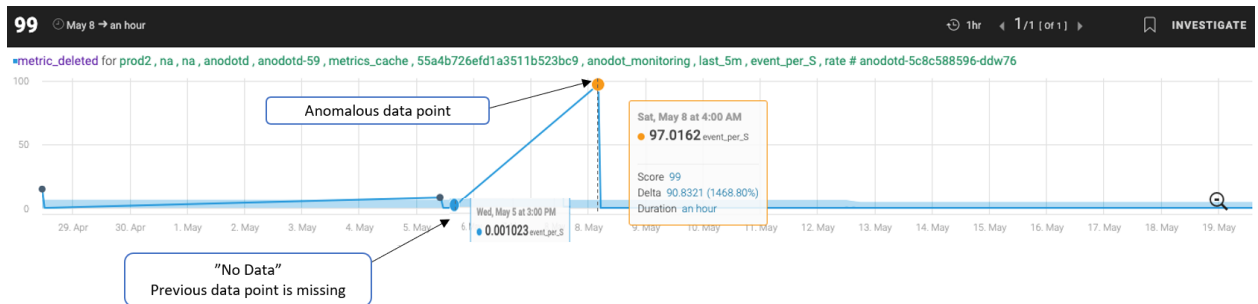 99 May 8 → an hour 1hr 1/1 [ of 1 ] INVESTIGATE
metric_deleted for prod2 , na , na , anodotd , anodotd-59 , metrics_cache , 55a4b726efd1a3511b523bc9 , anodot_monitoring , last_5m , event_per_S , rate # anodotd-5c8c588596-ddw76
100
Anomalous data point
Sat, May 8 at 4:00 AM
97.0162 event_per_S
50
Score 99
Delta 90.8321 (1468.80%)
Duration an hour
0
Wed, May 5 at 3:00 PM
0.001023 event_per_S
29. Apr 30. Apr 1. May 2. May 3. May 4. May 5. May 8. May 9. May 10. May 11. May 12. May 13. May 14. May 15. May 16. May 17. May 18. May 19. May
”No Data”
Previous data point is missing